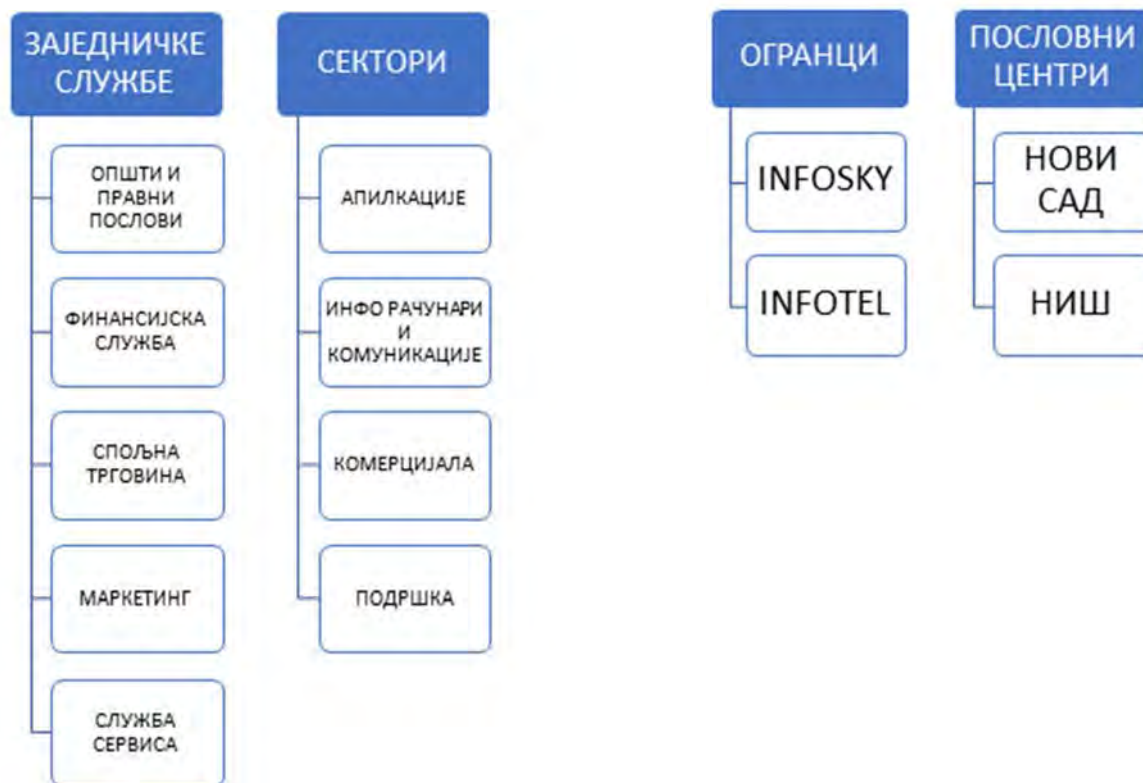 ЗАЈЕДНИЧКЕ
СЛУЖБЕ
ОПШТИ И
ПРАВНИ
ПОСЛОВИ
ФИНАНСИЈСКА
СЛУЖБА
СПОЉНА
ТРГОВИНА
МАРКЕТИНГ
СЛУЖБА
СЕРВИСА
СЕКТОРИ
АПИЛКАЦИЈЕ
ИНФО РАЧУНАРИ
И
КОМУНИКАЦИЈЕ
КОМЕРЦИЈАЛА
ПОДРШКА
ОГРАНЦИ
INFOSKY
INFOTEL
ПОСЛОВНИ
ЦЕНТРИ
НОВИ
САД
НИШ